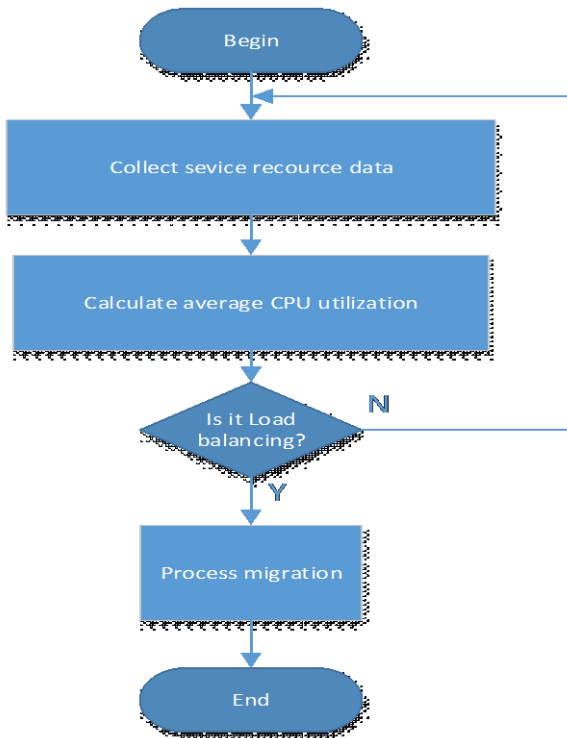 Begin
Collect sevice recource data
Calculate average CPU utilization
Is it Load
balancing?
N
Y
Process migration
End